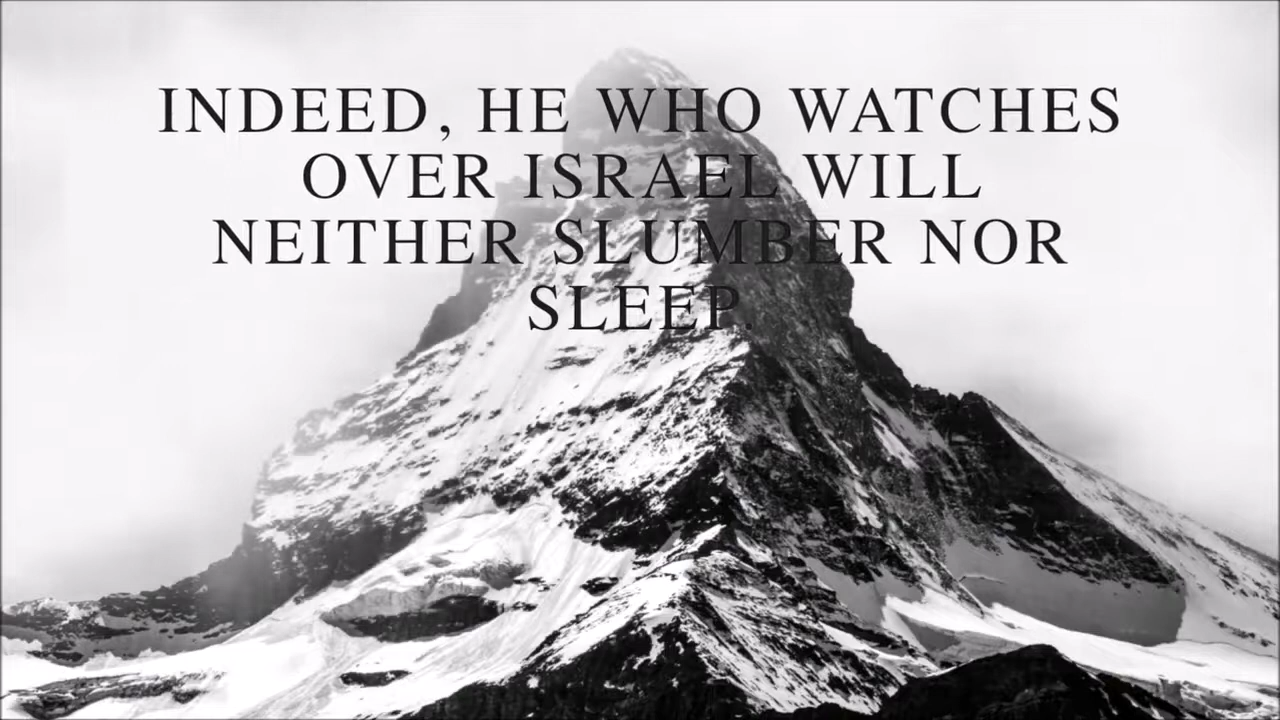 INDEED, HE WHO WATCHES
OVER ISRAEL WILL
NEITHER SLUMBER NOR
SLEEP.